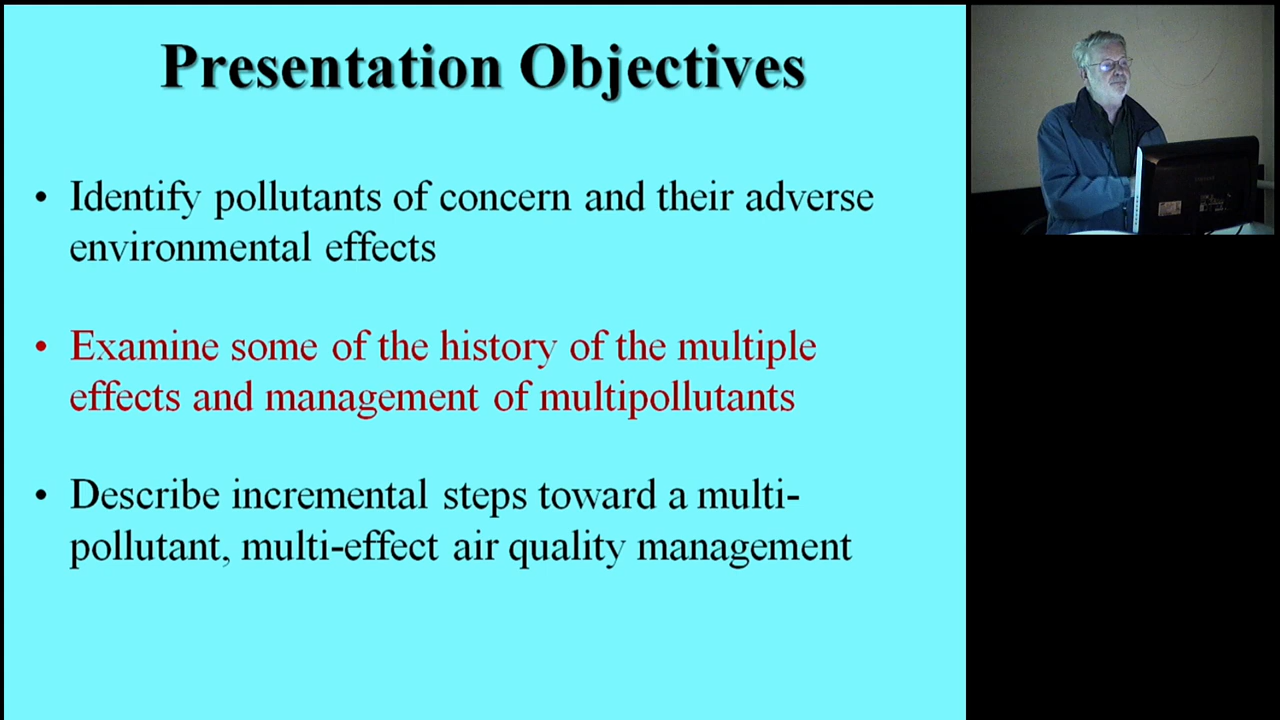 Presentation Objectives
• Identify pollutants of concern and their adverse
environmental effects
• Examine some of the history of the multiple
effects and management of multipollutants
• Describe incremental steps toward a multi-
pollutant, multi-effect air quality management